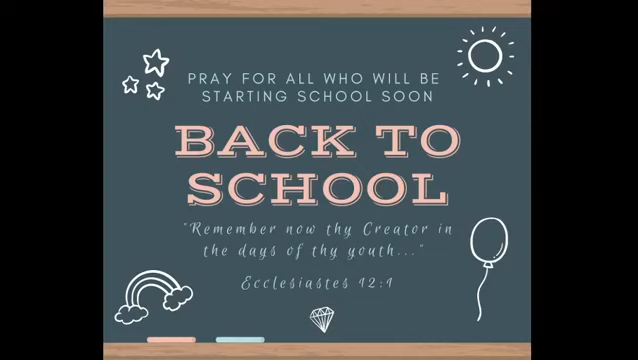 PRAY FOR ALL WHO WILL BE
STARTING SCHOOL SOON
BACK TO
SCHOOL
"Remember now thy Creator in
the days of thy youth..."
Ecclesiastes 12:1